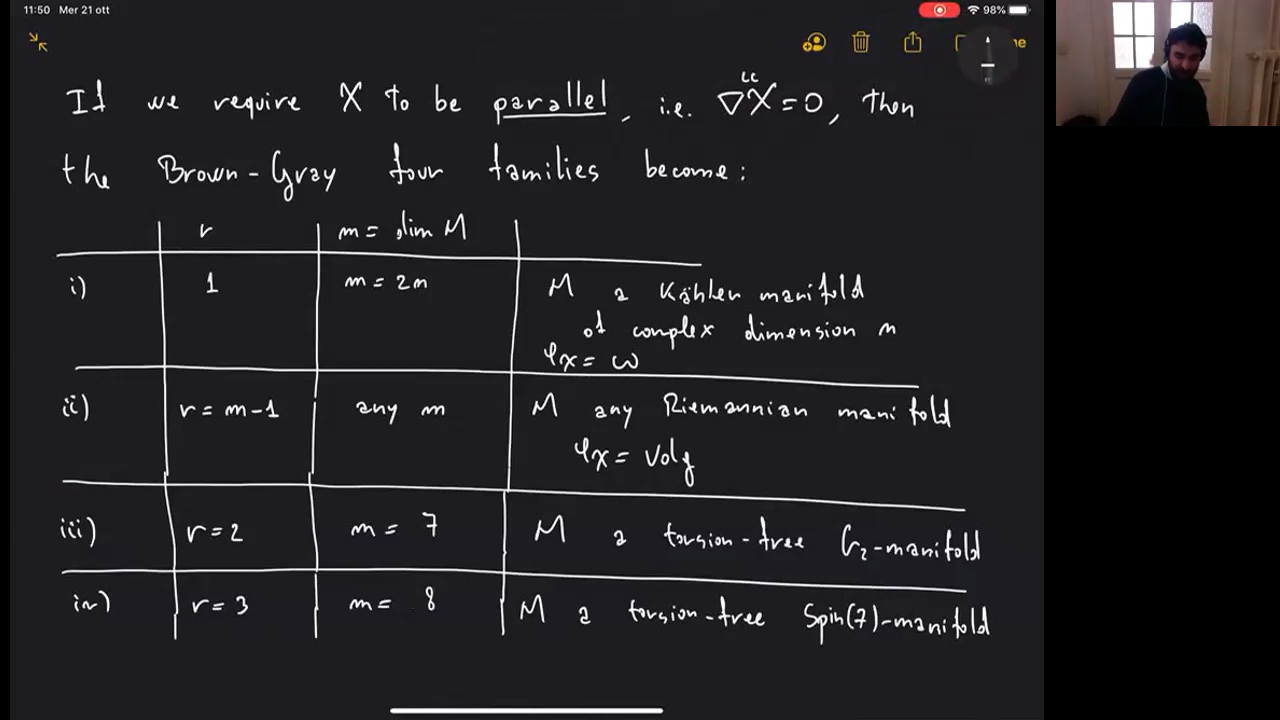 11:50 Mer 21 ott
98%
If we require X to be parallel, i.e. ∇^{LC} X = 0, then
the Brown-Gray four families become:
r | m = dim M
i) | 1 | m = 2n | M a Kähler manifold
of complex dimension n
φ_X = ω
ii) | r = m-1 | any m | M any Riemannian manifold
φ_X = Vol_g
iii) | r = 2 | m = 7 | M a torsion-free G_2-manifold
iv) | r = 3 | m = 8 | M a torsion-free Spin(7)-manifold